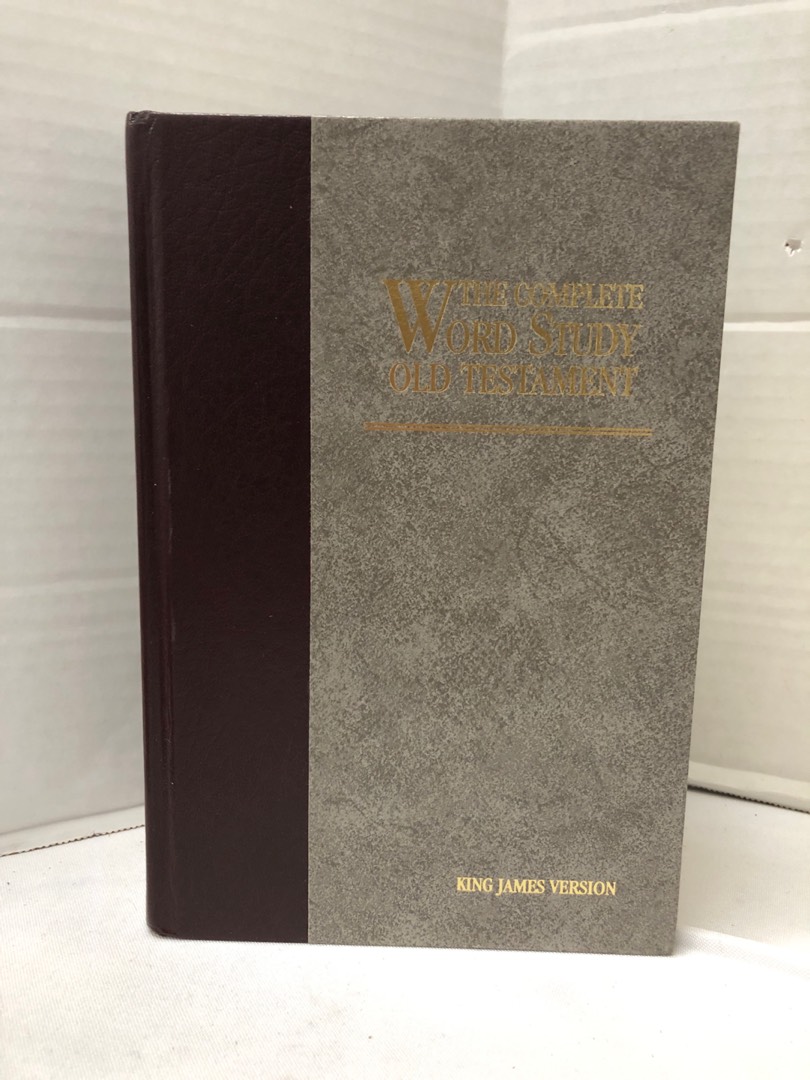 THE COMPLETE
WORD STUDY
OLD TESTAMENT
KING JAMES VERSION